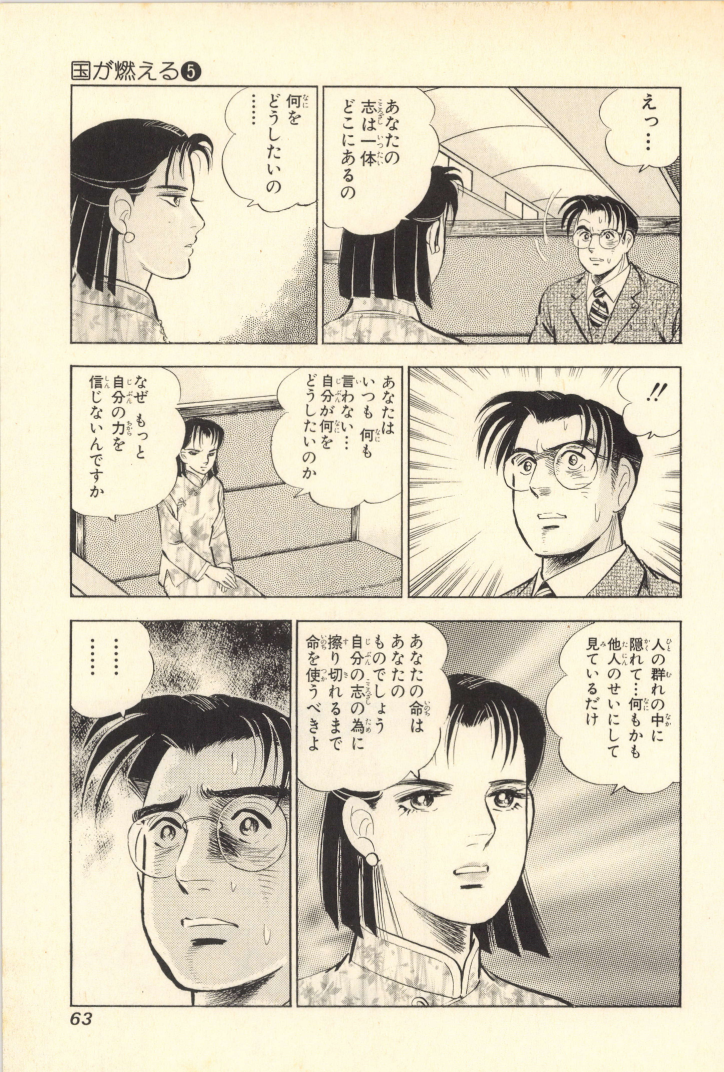 国が燃える❺
えっ…
あなたの
志は一体
どこにあるの
何を
どうしたいの
……
!!
あなたは
いつも 何も
言わない…
自分が何を
どうしたいのか
なぜ もっと
自分の力を
信じないんですか
人の群れの中に
隠れて…何もかも
他人のせいにして
見ているだけ
あなたの命は
あなたの
ものでしょう
自分の志の為に
擦り切れるまで
命を使うべきよ
……
……
63